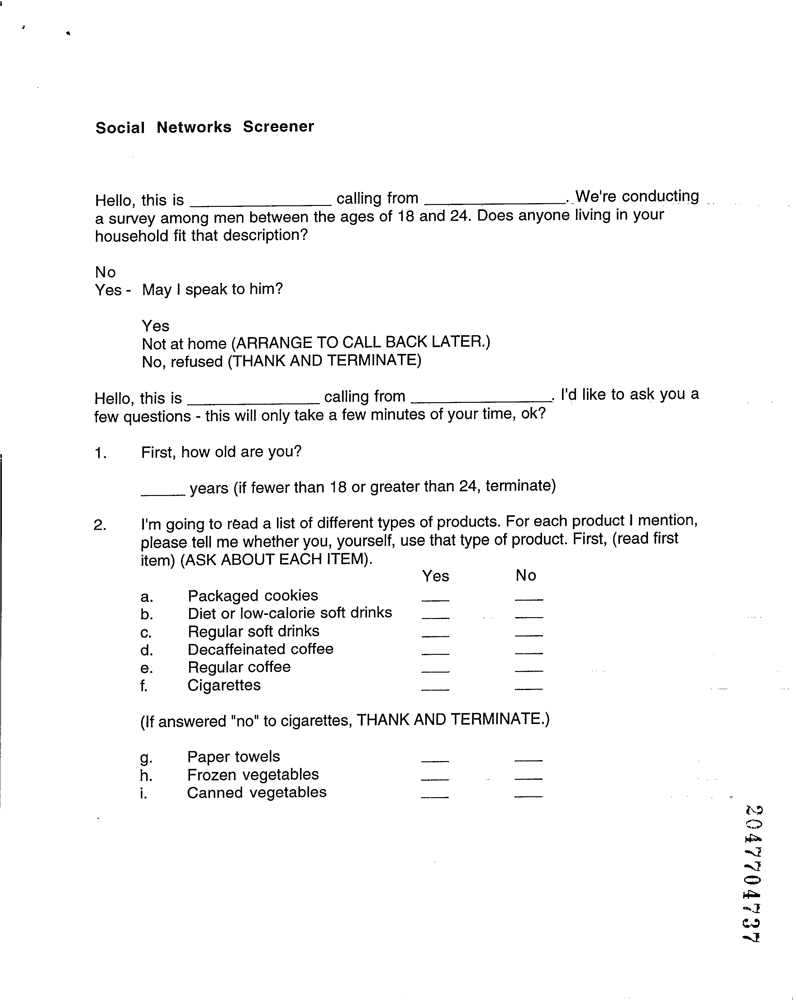 Social Networks Screener
Hello, this is _________________ calling from _________________. We're conducting
a survey among men between the ages of 18 and 24. Does anyone living in your
household fit that description?
No
Yes - May I speak to him?
Yes
Not at home (ARRANGE TO CALL BACK LATER.)
No, refused (THANK AND TERMINATE)
Hello, this is ________________ calling from _________________. I'd like to ask you a
few questions - this will only take a few minutes of your time, ok?
1. First, how old are you?
_____ years (if fewer than 18 or greater than 24, terminate)
2. I'm going to read a list of different types of products. For each product I mention,
please tell me whether you, yourself, use that type of product. First, (read first
item) (ASK ABOUT EACH ITEM).
Yes No
a. Packaged cookies ___ ___
b. Diet or low-calorie soft drinks ___ ___
c. Regular soft drinks ___ ___
d. Decaffeinated coffee ___ ___
e. Regular coffee ___ ___
f. Cigarettes ___ ___
(If answered "no" to cigarettes, THANK AND TERMINATE.)
g. Paper towels ___ ___
h. Frozen vegetables ___ ___
i. Canned vegetables ___ ___
2047704737